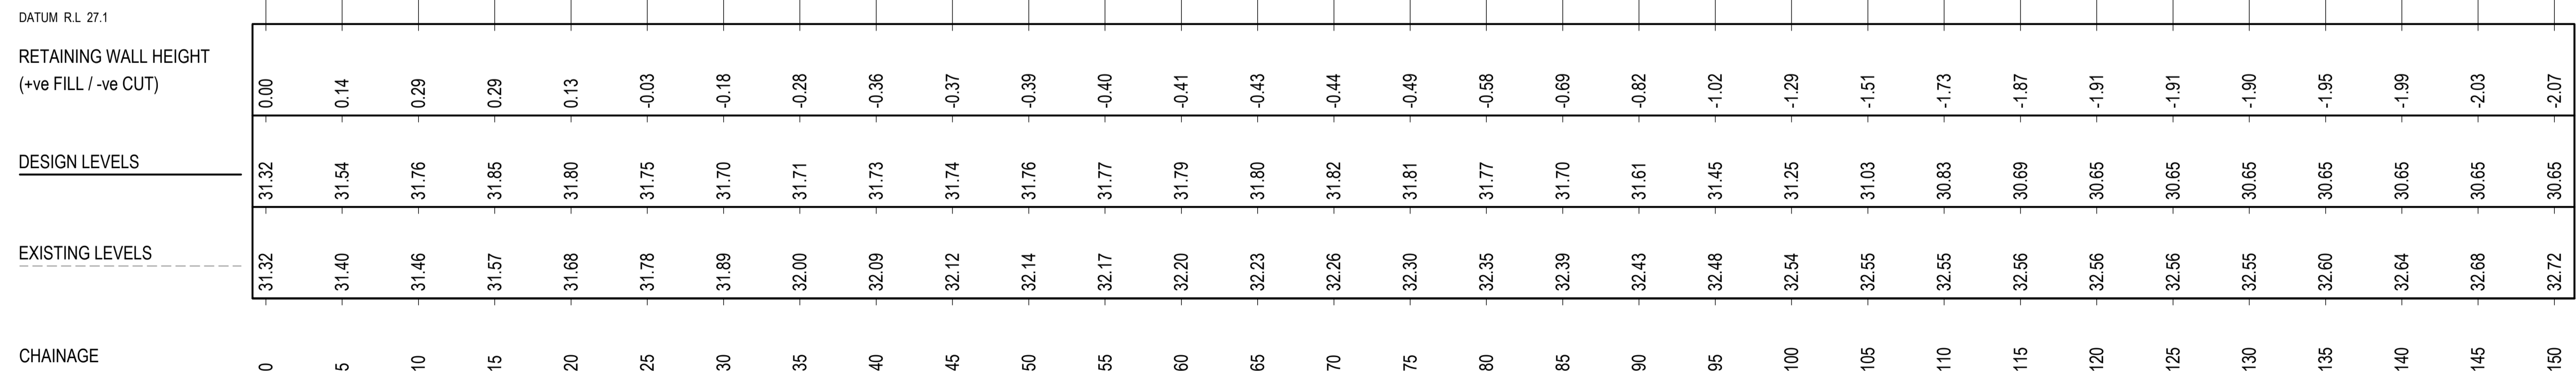 DATUM R.L 27.1
RETAINING WALL HEIGHT
(+ve FILL / -ve CUT)
0.00 0.14 0.29 0.29 0.13 -0.03 -0.18 -0.28 -0.36 -0.37 -0.39 -0.40 -0.41 -0.43 -0.44 -0.49 -0.58 -0.69 -0.82 -1.02 -1.29 -1.51 -1.73 -1.87 -1.91 -1.91 -1.90 -1.95 -1.99 -2.03 -2.07
DESIGN LEVELS
31.32 31.54 31.76 31.85 31.80 31.75 31.70 31.71 31.73 31.74 31.76 31.77 31.79 31.80 31.82 31.81 31.77 31.70 31.61 31.45 31.25 31.03 30.83 30.69 30.65 30.65 30.65 30.65 30.65 30.65 30.65
EXISTING LEVELS
31.32 31.40 31.46 31.57 31.68 31.78 31.89 32.00 32.09 32.12 32.14 32.17 32.20 32.23 32.26 32.30 32.35 32.39 32.43 32.48 32.54 32.55 32.55 32.56 32.56 32.56 32.55 32.60 32.64 32.68 32.72
CHAINAGE
0 5 10 15 20 25 30 35 40 45 50 55 60 65 70 75 80 85 90 95 100 105 110 115 120 125 130 135 140 145 150